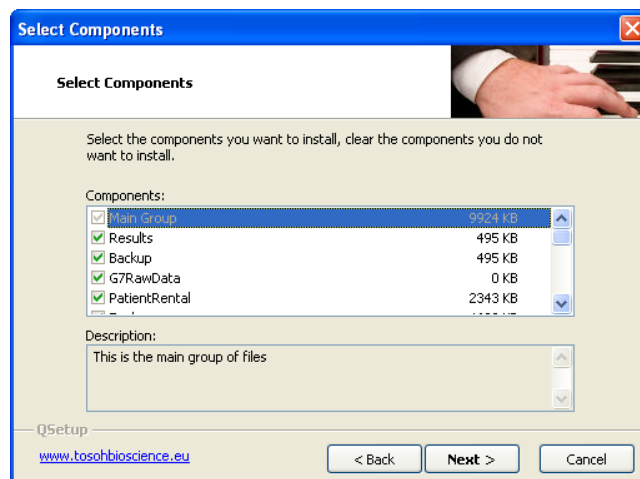 Select Components
Select Components
Select the components you want to install, clear the components you do not
want to install.
Components:
Main Group 9924 KB
Results 495 KB
Backup 495 KB
G7RawData 0 KB
PatientRental 2343 KB
Description:
This is the main group of files
QSetup
www.tosohbioscience.eu
< Back Next > Cancel